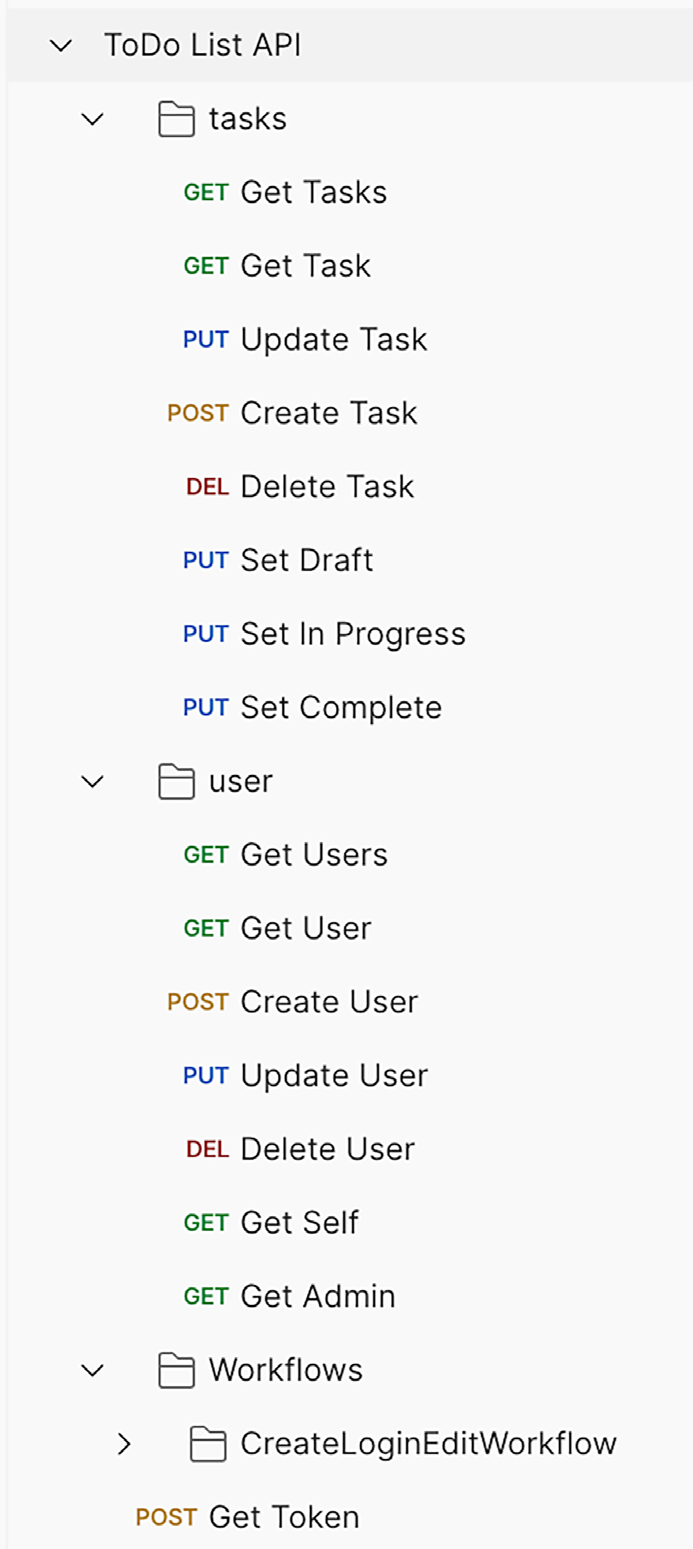 ToDo List API
tasks
GET Get Tasks
GET Get Task
PUT Update Task
POST Create Task
DEL Delete Task
PUT Set Draft
PUT Set In Progress
PUT Set Complete
user
GET Get Users
GET Get User
POST Create User
PUT Update User
DEL Delete User
GET Get Self
GET Get Admin
Workflows
CreateLoginEditWorkflow
POST Get Token